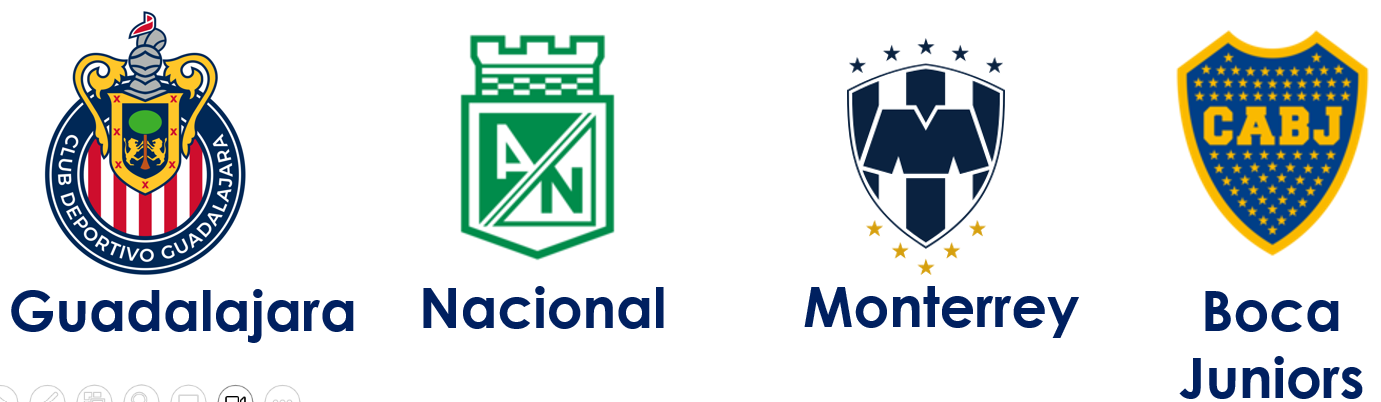 CLUB DEPORTIVO GUADALAJARA
AN
M
CABJ
Guadalajara
Nacional
Monterrey
Boca
Juniors